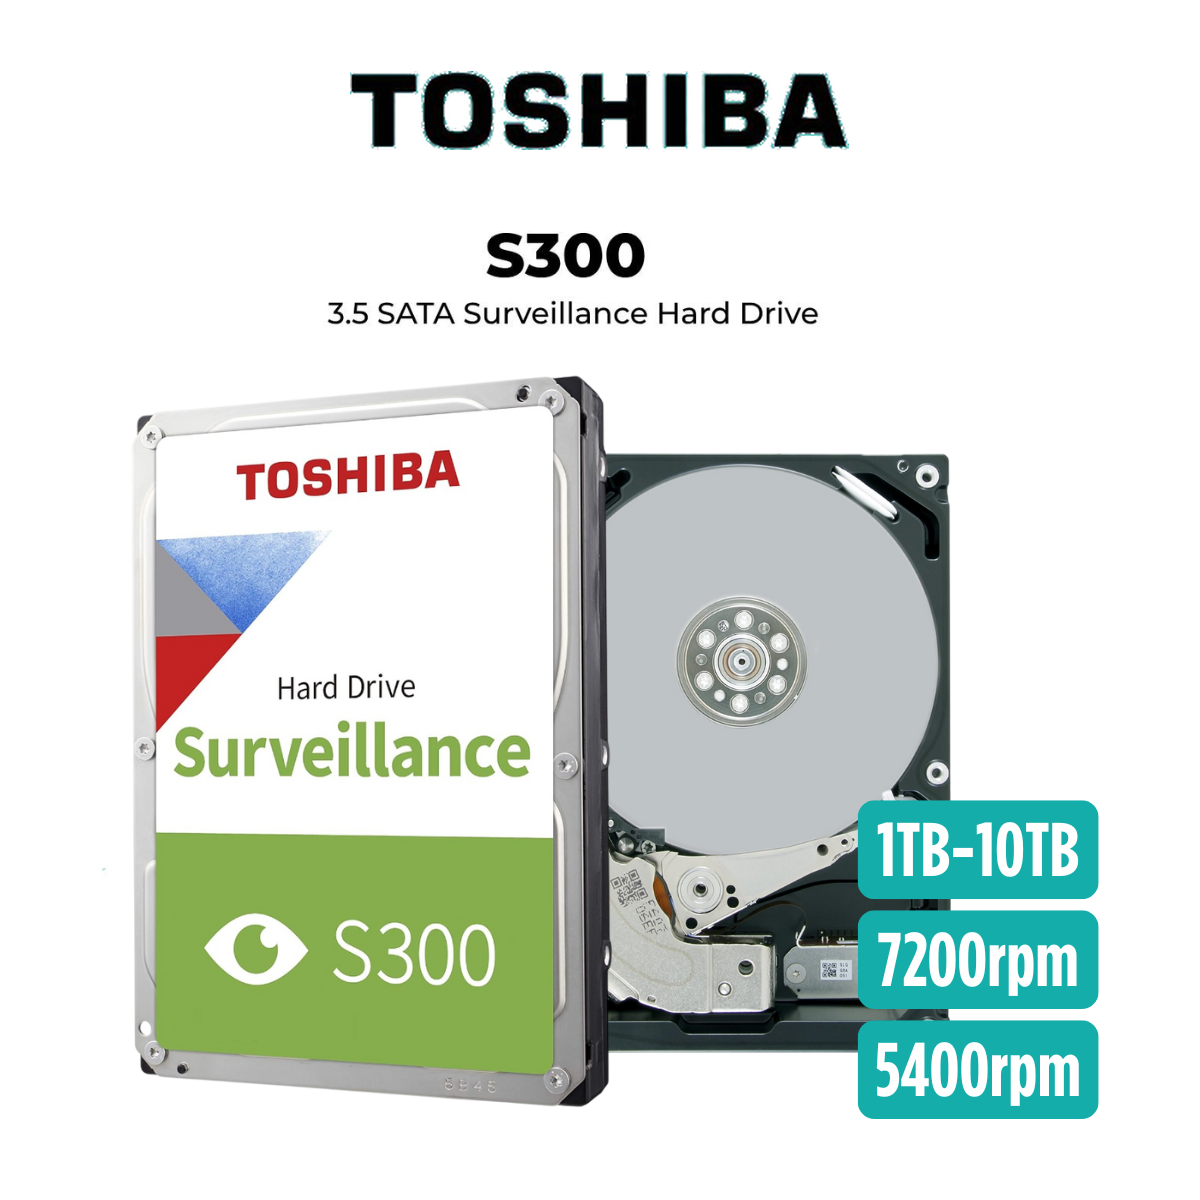 TOSHIBA
S300
3.5 SATA Surveillance Hard Drive
TOSHIBA
Hard Drive
Surveillance
S300
1TB-10TB
7200rpm
5400rpm